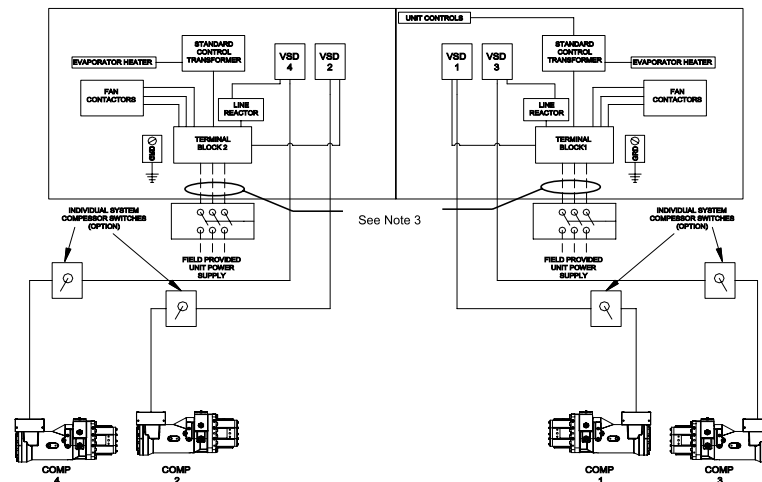 UNIT CONTROLS
STANDARD
CONTROL
TRANSFORMER
EVAPORATOR HEATER
VSD
4
VSD
2
FAN
CONTACTORS
LINE
REACTOR
TERMINAL
BLOCK 2
GRD
VSD
1
VSD
3
STANDARD
CONTROL
TRANSFORMER
EVAPORATOR HEATER
LINE
REACTOR
FAN
CONTACTORS
TERMINAL
BLOCK1
GRD
INDIVIDUAL SYSTEM
COMPESSOR SWITCHES
(OPTION)
See Note 3
INDIVIDUAL SYSTEM
COMPESSOR SWITCHES
(OPTION)
FIELD PROVIDED
UNIT POWER
SUPPLY
FIELD PROVIDED
UNIT POWER
SUPPLY
COMP
4
COMP
2
COMP
1
COMP
3